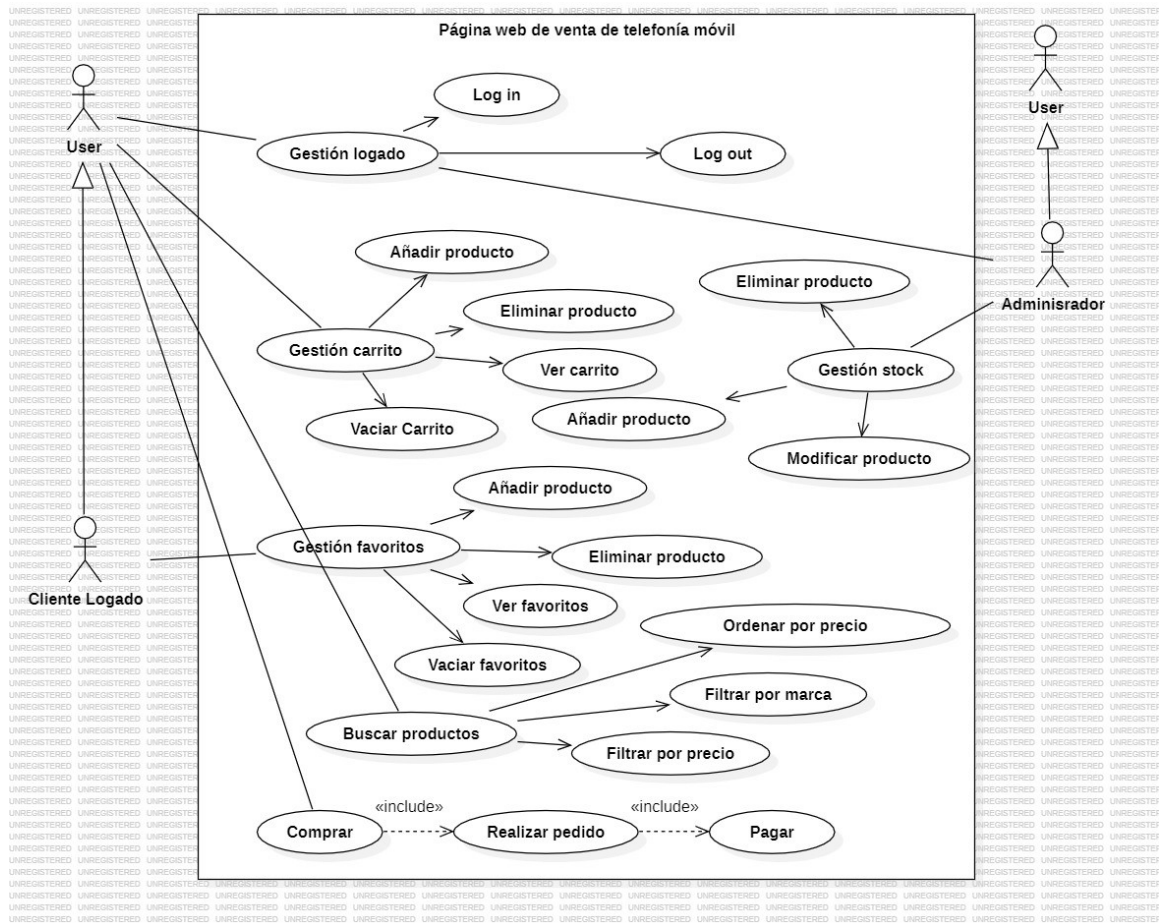 Página web de venta de telefonía móvil
Log in
User
User
Gestión logado
Log out
Añadir producto
Eliminar producto
Adminisrador
Eliminar producto
Gestión carrito
Ver carrito
Gestión stock
Añadir producto
Vaciar Carrito
Modificar producto
Añadir producto
Gestión favoritos
Eliminar producto
Cliente Logado
Ver favoritos
Ordenar por precio
Vaciar favoritos
Filtrar por marca
Buscar productos
Filtrar por precio
«include»
«include»
Comprar
Realizar pedido
Pagar
UNREGISTERED